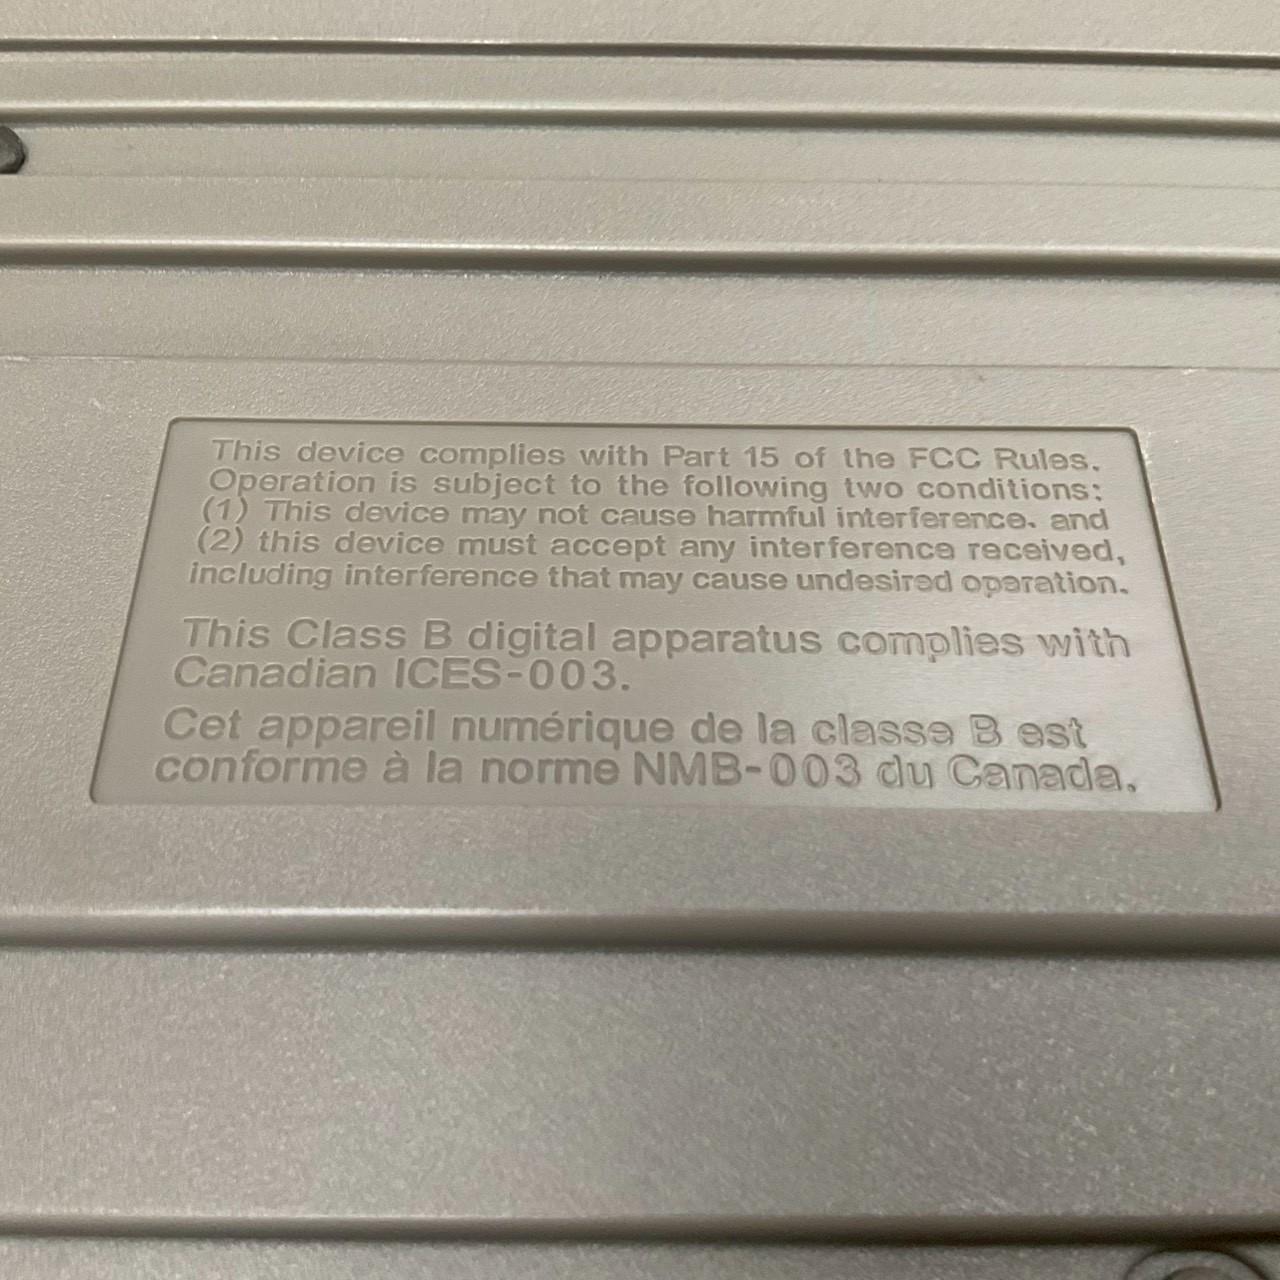 This device complies with Part 15 of the FCC Rules.
Operation is subject to the following two conditions:
(1) This device may not cause harmful interference. and
(2) this device must accept any interference received,
including interference that may cause undesired operation.
This Class B digital apparatus complies with
Canadian ICES-003.
Cet appareil numérique de la classe B est
conforme à la norme NMB-003 du Canada.